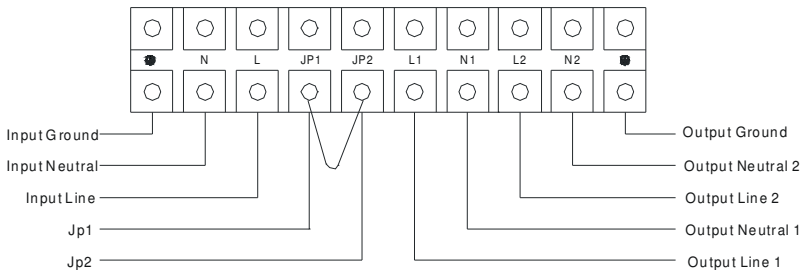 N L JP1 JP2 L1 N1 L2 N2
Input Ground
Input Neutral
Input Line
Jp1
Jp2
Output Ground
Output Neutral 2
Output Line 2
Output Neutral 1
Output Line 1